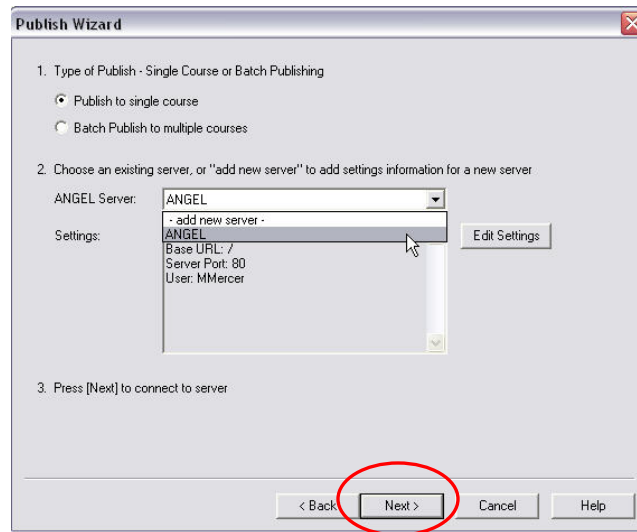 Publish Wizard
1. Type of Publish - Single Course or Batch Publishing
Publish to single course
Batch Publish to multiple courses
2. Choose an existing server, or "add new server" to add settings information for a new server
ANGEL Server: ANGEL
- add new server -
ANGEL
Settings:
Edit Settings
Base URL: /
Server Port: 80
User: MMercer
3. Press [Next] to connect to server
< Back Next > Cancel Help